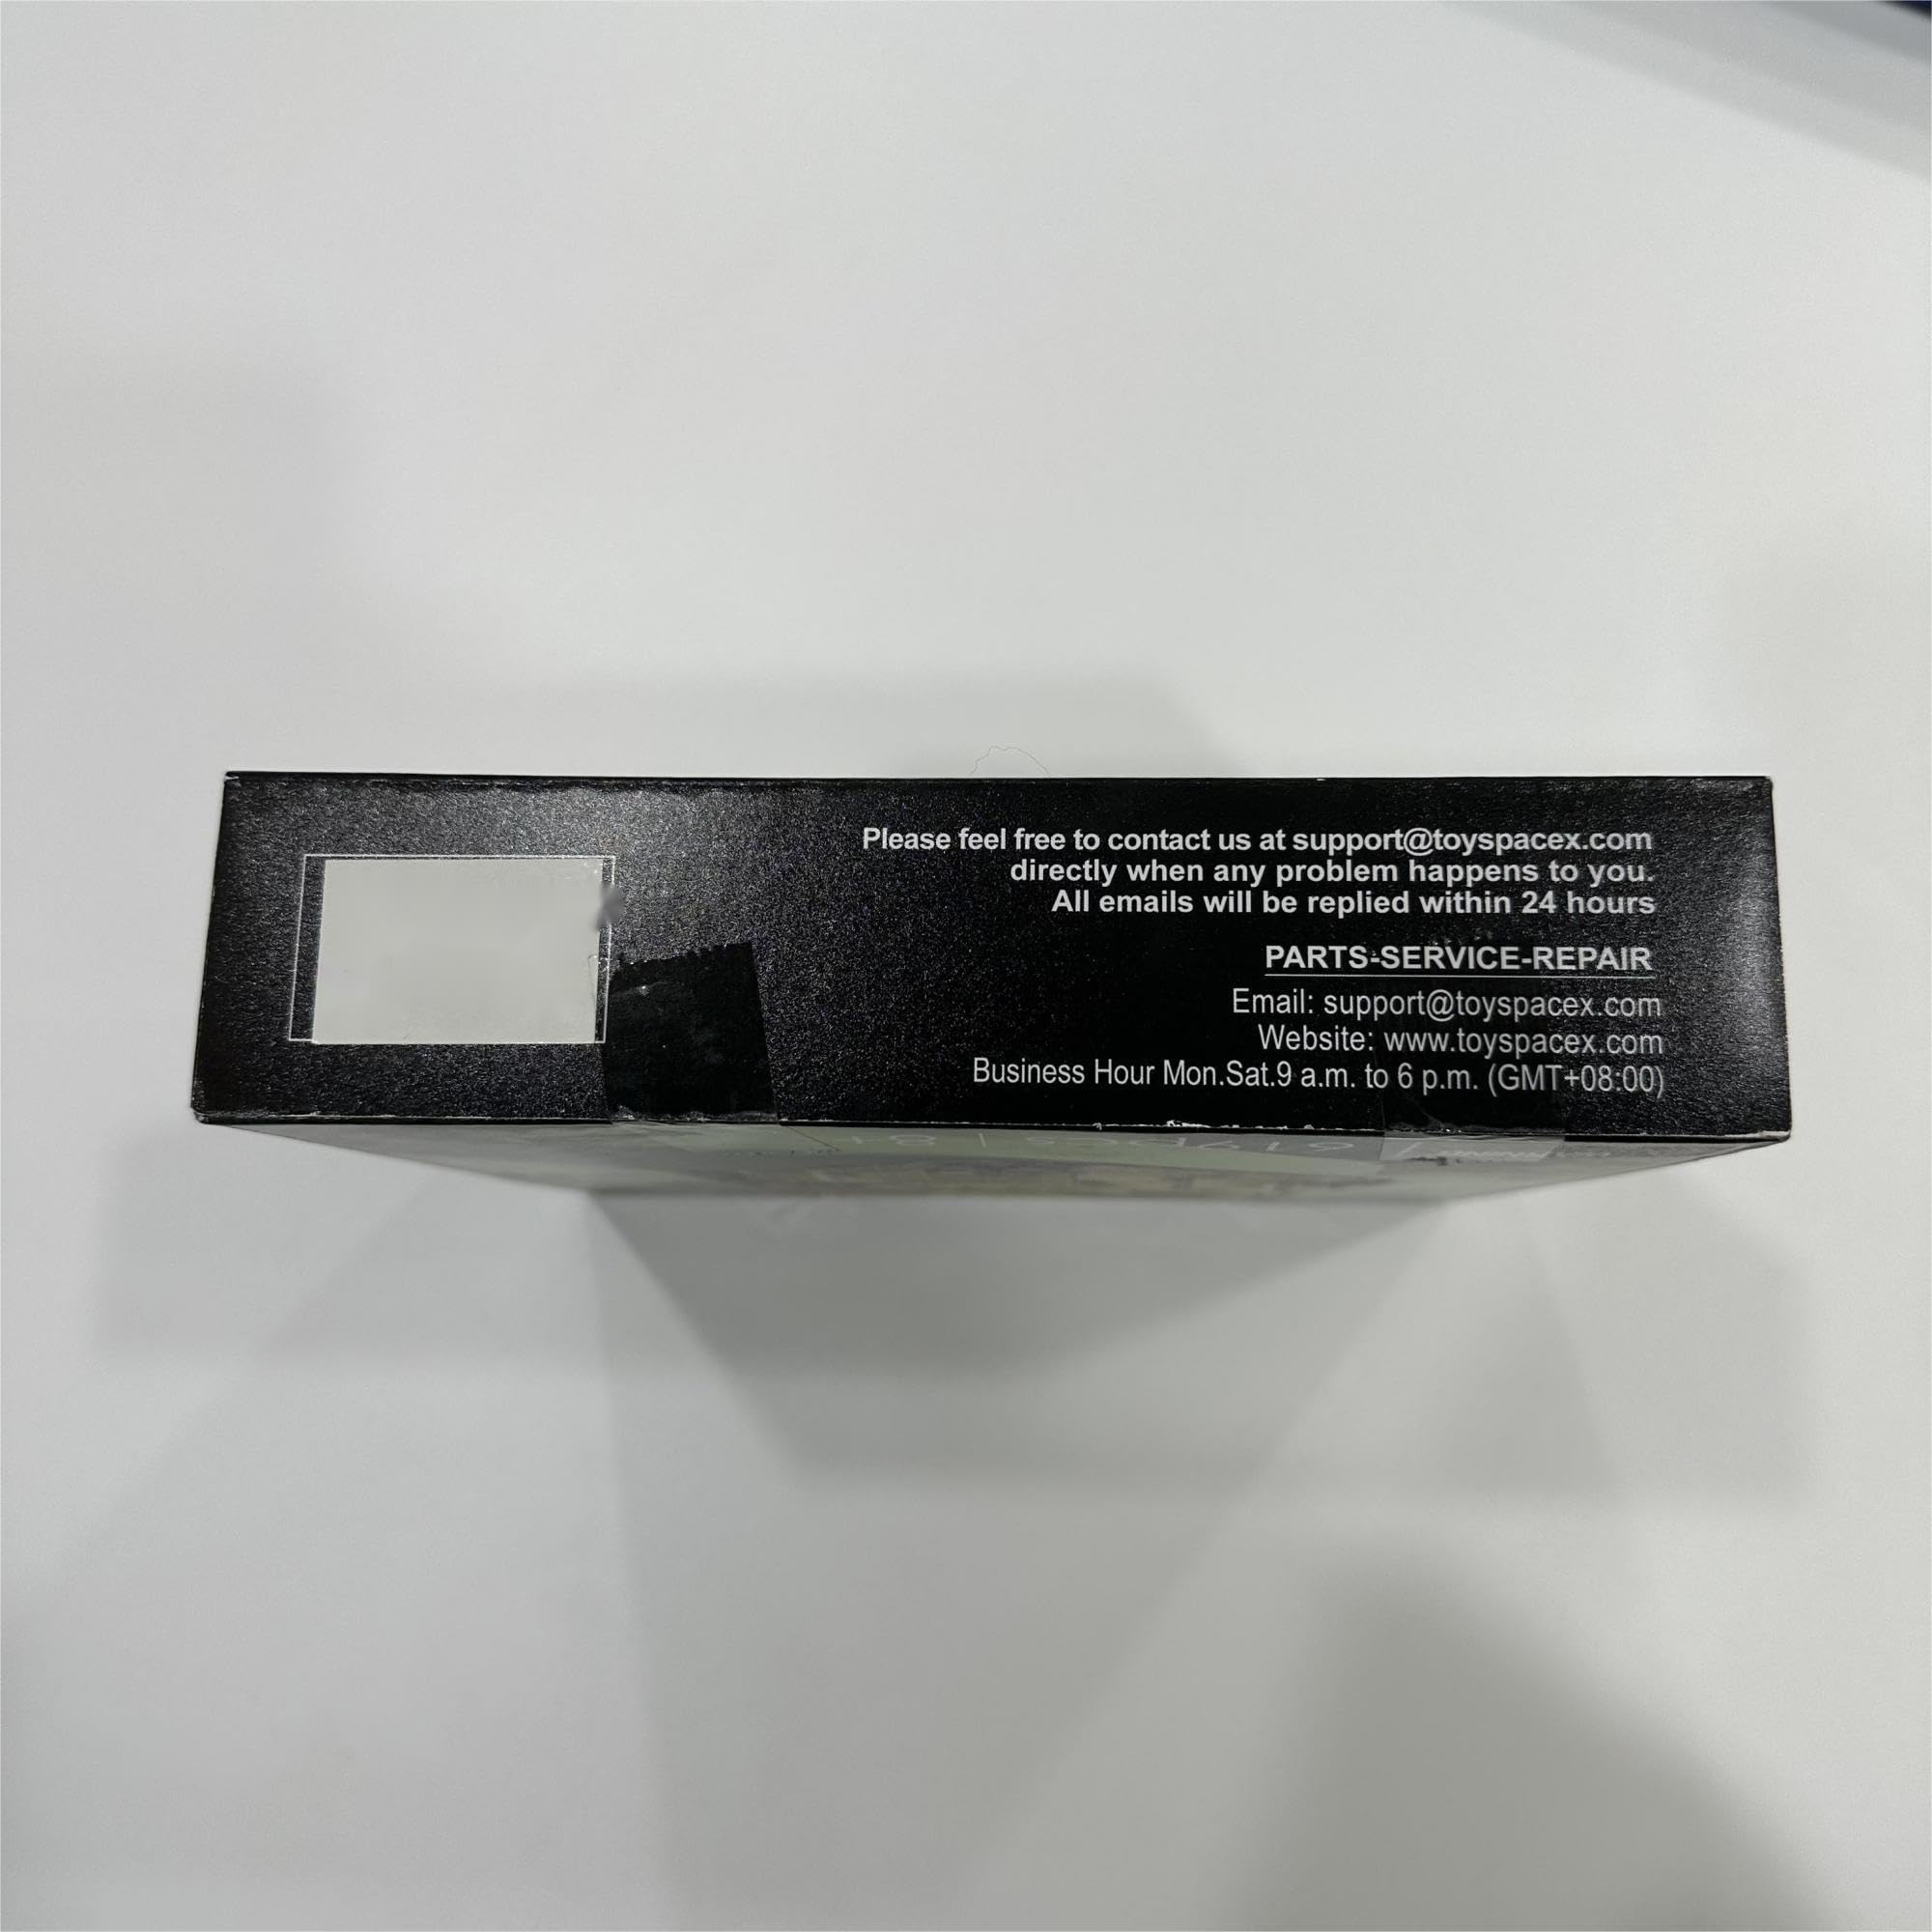 Please feel free to contact us at support@toyspacex.com
directly when any problem happens to you.
All emails will be replied within 24 hours
PARTS-SERVICE-REPAIR
Email: support@toyspacex.com
Website: www.toyspacex.com
Business Hour Mon.Sat.9 a.m. to 6 p.m. (GMT+08:00)